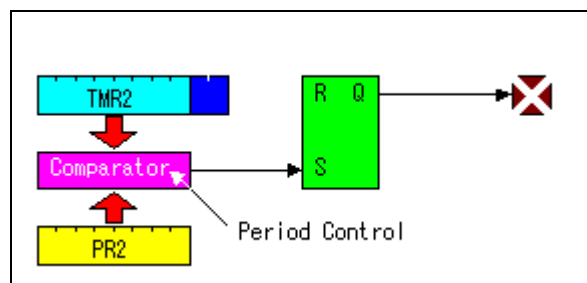 TMR2
R Q
Comparator
S
Period Control
PR2